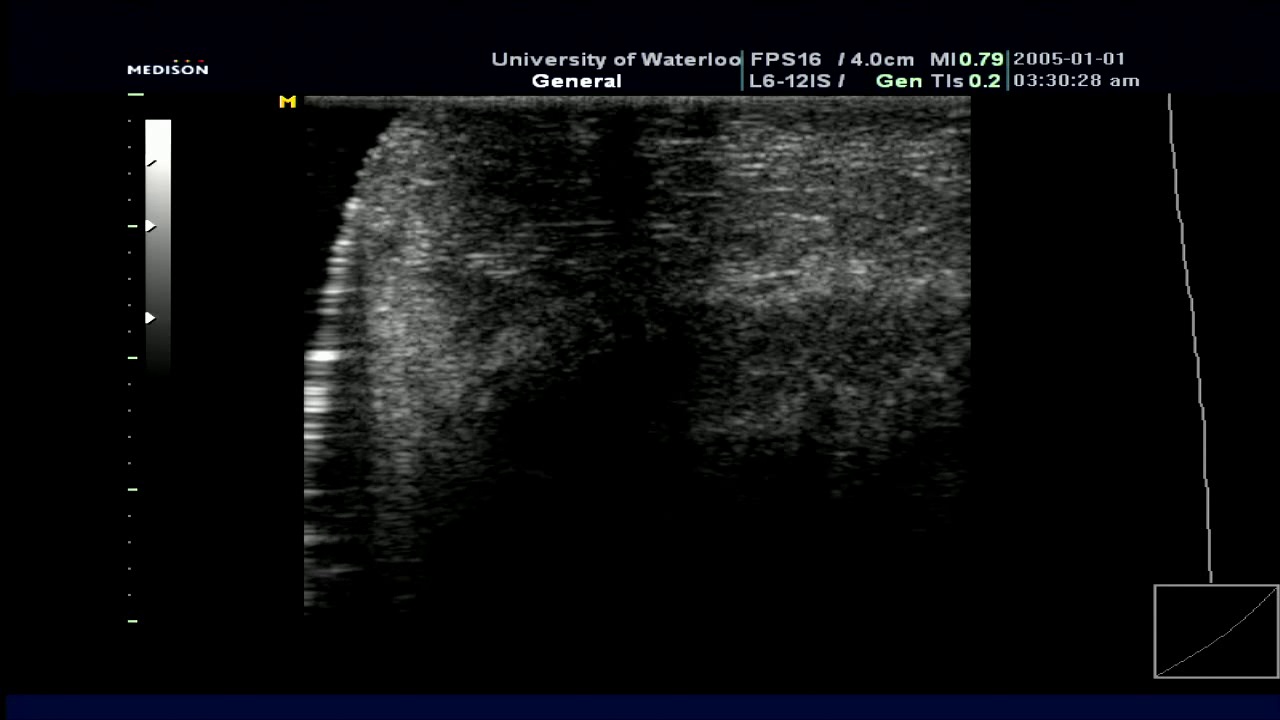 MEDISON
University of Waterloo FPS16 / 4.0cm MI 0.79 2005-01-01
General L6-12IS / Gen TIs 0.2 03:30:28 am
M